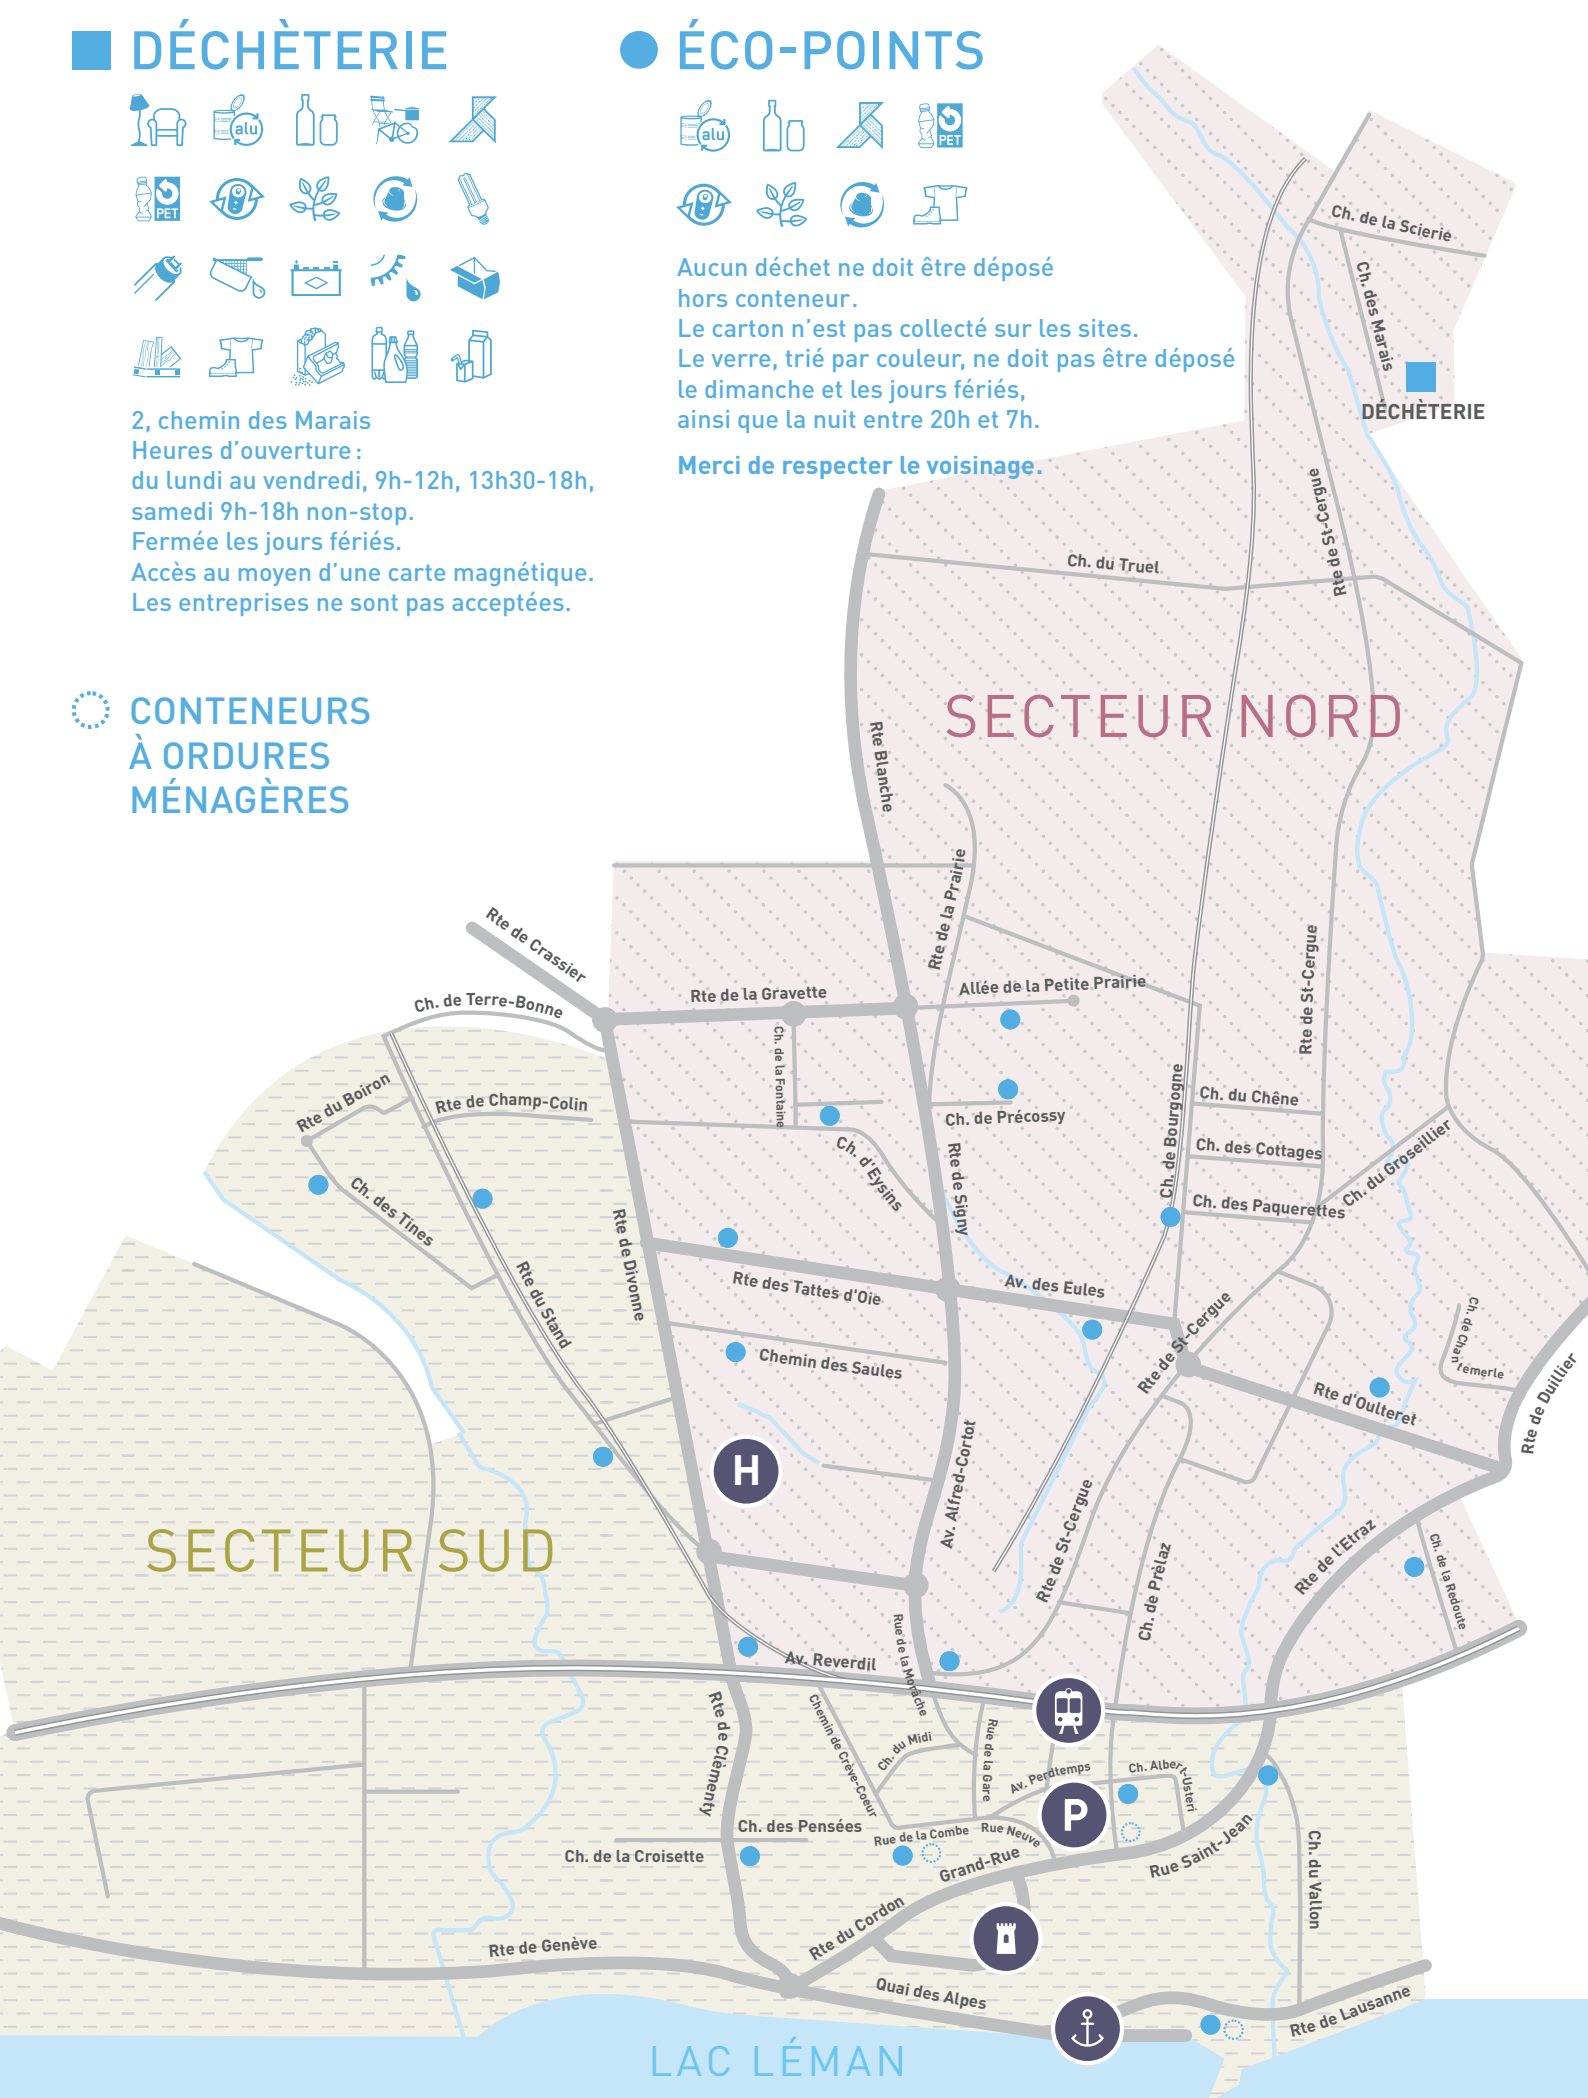 DÉCHÈTERIE
alu
PET
2, chemin des Marais
Heures d'ouverture :
du lundi au vendredi, 9h-12h, 13h30-18h,
samedi 9h-18h non-stop.
Fermée les jours fériés.
Accès au moyen d'une carte magnétique.
Les entreprises ne sont pas acceptées.
ÉCO-POINTS
alu
PET
Aucun déchet ne doit être déposé
hors conteneur.
Le carton n'est pas collecté sur les sites.
Le verre, trié par couleur, ne doit pas être déposé
le dimanche et les jours fériés,
ainsi que la nuit entre 20h et 7h.
Merci de respecter le voisinage.
CONTENEURS
À ORDURES
MÉNAGÈRES
Ch. de la Scierie
Ch. des Marais
DÉCHÈTERIE
Rte de St-Cergue
Ch. du Truel
SECTEUR NORD
Rte Blanche
Rte de la Prairie
Rte de Crassier
Ch. de Terre-Bonne
Rte de la Gravette
Allée de la Petite Prairie
Rte de St-Cergue
Ch. de la Fontaine
Rte du Boiron
Rte de Champ-Colin
Ch. de Précossy
Ch. de Bourgogne
Ch. du Chêne
Ch. des Cottages
Ch. des Paquerettes
Ch. du Groseillier
Ch. d'Eysins
Rte de Signy
Ch. des Tines
Rte du Stand
Rte de Divonne
Rte des Tattes d'Oie
Av. des Eules
Rte de St-Cergue
Ch. de Chantemerle
Chemin des Saules
Rte d'Oulteret
Rte de Duillier
H
Av. Alfred-Cortot
Rte de St-Cergue
SECTEUR SUD
Ch. de Prélaz
Rte de l'Etraz
Ch. de la Redoute
Rue de la Morâche
Av. Reverdil
Rte de Clémenty
Chemin de Crève-Coeur
Ch. du Midi
Rue de la Gare
Av. Perdtemps
Ch. Albert-Usteri
P
Ch. des Pensées
Rue de la Combe
Rue Neuve
Ch. de la Croisette
Grand-Rue
Rue Saint-Jean
Ch. du Vallon
Rte du Cordon
Rte de Genève
Quai des Alpes
Rte de Lausanne
LAC LÉMAN